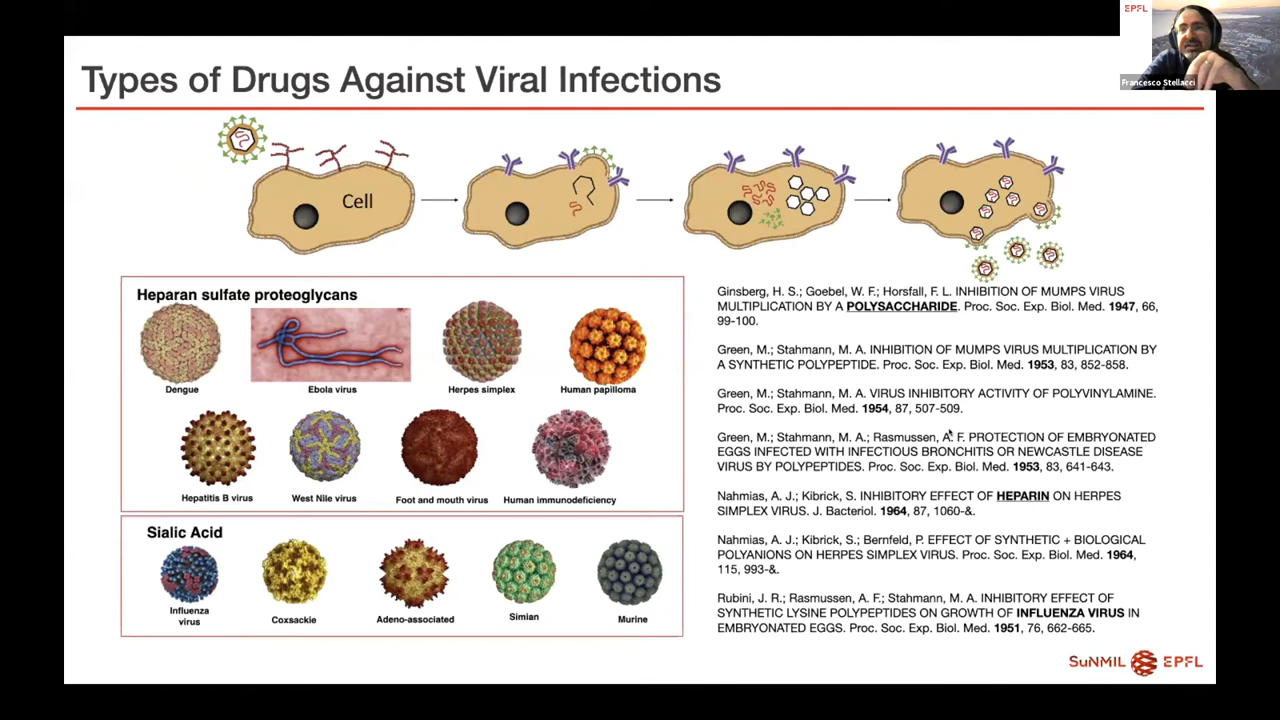 EPFL
Francesco Stellacci
Types of Drugs Against Viral Infections
Cell
Heparan sulfate proteoglycans
Dengue
Ebola virus
Herpes simplex
Human papilloma
Hepatitis B virus
West Nile virus
Foot and mouth virus
Human immunodeficiency
Sialic Acid
Influenza
virus
Coxsackie
Adeno-associated
Simian
Murine
Ginsberg, H. S.; Goebel, W. F.; Horsfall, F. L. INHIBITION OF MUMPS VIRUS
MULTIPLICATION BY A POLYSACCHARIDE. Proc. Soc. Exp. Biol. Med. 1947, 66,
99-100.
Green, M.; Stahmann, M. A. INHIBITION OF MUMPS VIRUS MULTIPLICATION BY
A SYNTHETIC POLYPEPTIDE. Proc. Soc. Exp. Biol. Med. 1953, 83, 852-858.
Green, M.; Stahmann, M. A. VIRUS INHIBITORY ACTIVITY OF POLYVINYLAMINE.
Proc. Soc. Exp. Biol. Med. 1954, 87, 507-509.
Green, M.; Stahmann, M. A.; Rasmussen, A. F. PROTECTION OF EMBRYONATED
EGGS INFECTED WITH INFECTIOUS BRONCHITIS OR NEWCASTLE DISEASE
VIRUS BY POLYPEPTIDES. Proc. Soc. Exp. Biol. Med. 1953, 83, 641-643.
Nahmias, A. J.; Kibrick, S. INHIBITORY EFFECT OF HEPARIN ON HERPES
SIMPLEX VIRUS. J. Bacteriol. 1964, 87, 1060-&.
Nahmias, A. J.; Kibrick, S.; Bernfeld, P. EFFECT OF SYNTHETIC + BIOLOGICAL
POLYANIONS ON HERPES SIMPLEX VIRUS. Proc. Soc. Exp. Biol. Med. 1964,
115, 993-&.
Rubini, J. R.; Rasmussen, A. F.; Stahmann, M. A. INHIBITORY EFFECT OF
SYNTHETIC LYSINE POLYPEPTIDES ON GROWTH OF INFLUENZA VIRUS IN
EMBRYONATED EGGS. Proc. Soc. Exp. Biol. Med. 1951, 76, 662-665.
SuNMIL EPFL